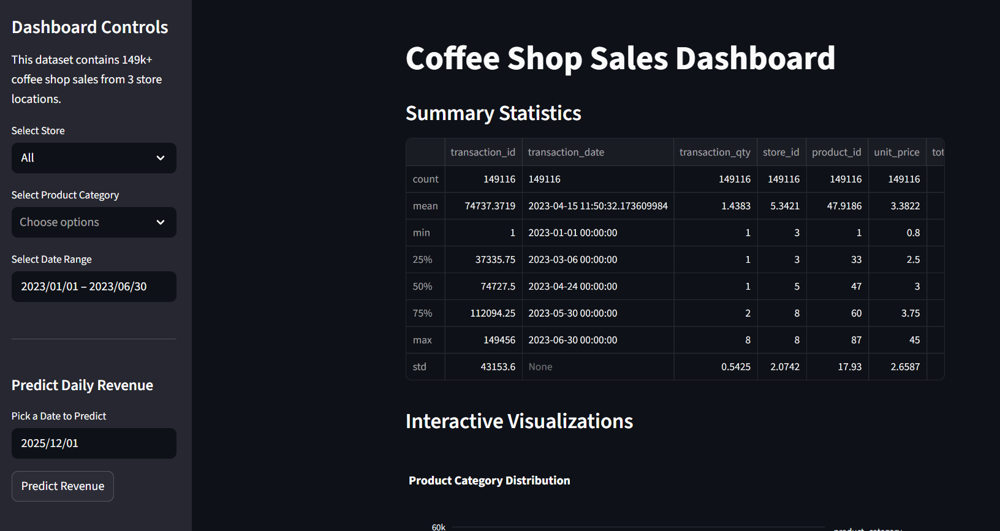 Dashboard Controls
This dataset contains 149k+
coffee shop sales from 3 store
locations.
Select Store
All
Select Product Category
Choose options
Select Date Range
2023/01/01 – 2023/06/30
Predict Daily Revenue
Pick a Date to Predict
2025/12/01
Predict Revenue
Coffee Shop Sales Dashboard
Summary Statistics
transaction_id transaction_date transaction_qty store_id product_id unit_price tot
count 149116 149116 149116 149116 149116 149116
mean 74737.3719 2023-04-15 11:50:32.173609984 1.4383 5.3421 47.9186 3.3822
min 1 2023-01-01 00:00:00 1 3 1 0.8
25% 37335.75 2023-03-06 00:00:00 1 3 33 2.5
50% 74727.5 2023-04-24 00:00:00 1 5 47 3
75% 112094.25 2023-05-30 00:00:00 2 8 60 3.75
max 149456 2023-06-30 00:00:00 8 8 87 45
std 43153.6 None 0.5425 2.0742 17.93 2.6587
Interactive Visualizations
Product Category Distribution
60k
product_category